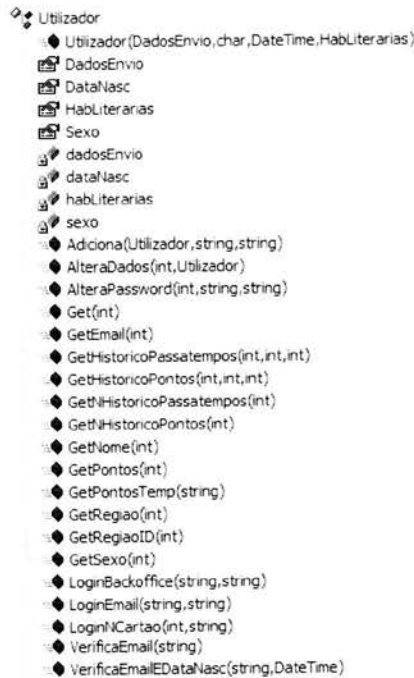 Utilizador
Utilizador(DadosEnvio,char,DateTime,HabLiterarias)
DadosEnvio
DataNasc
HabLiterarias
Sexo
dadosEnvio
dataNasc
habLiterarias
sexo
Adiciona(Utilizador,string,string)
AlteraDados(int,Utilizador)
AlteraPassword(int,string,string)
Get(int)
GetEmail(int)
GetHistoricoPassatempos(int,int,int)
GetHistoricoPontos(int,int,int)
GetNHistoricoPassatempos(int)
GetNHistoricoPontos(int)
GetNome(int)
GetPontos(int)
GetPontosTemp(string)
GetRegiao(int)
GetRegiaoID(int)
GetSexo(int)
LoginBackoffice(string,string)
LoginEmail(string,string)
LoginNCartao(int,string)
VerificaEmail(string)
VerificaEmailEDataNasc(string,DateTime)